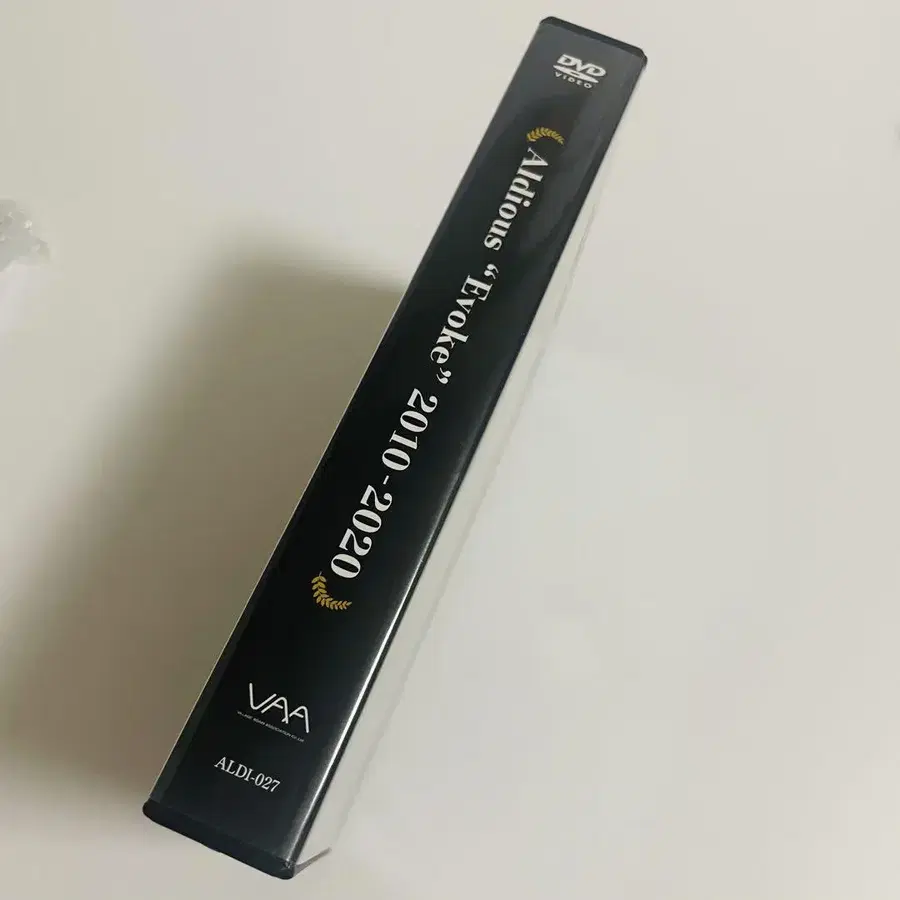 DVD
VIDEO
Aldious “Evoke” 2010-2020
VAA
ALDI-027